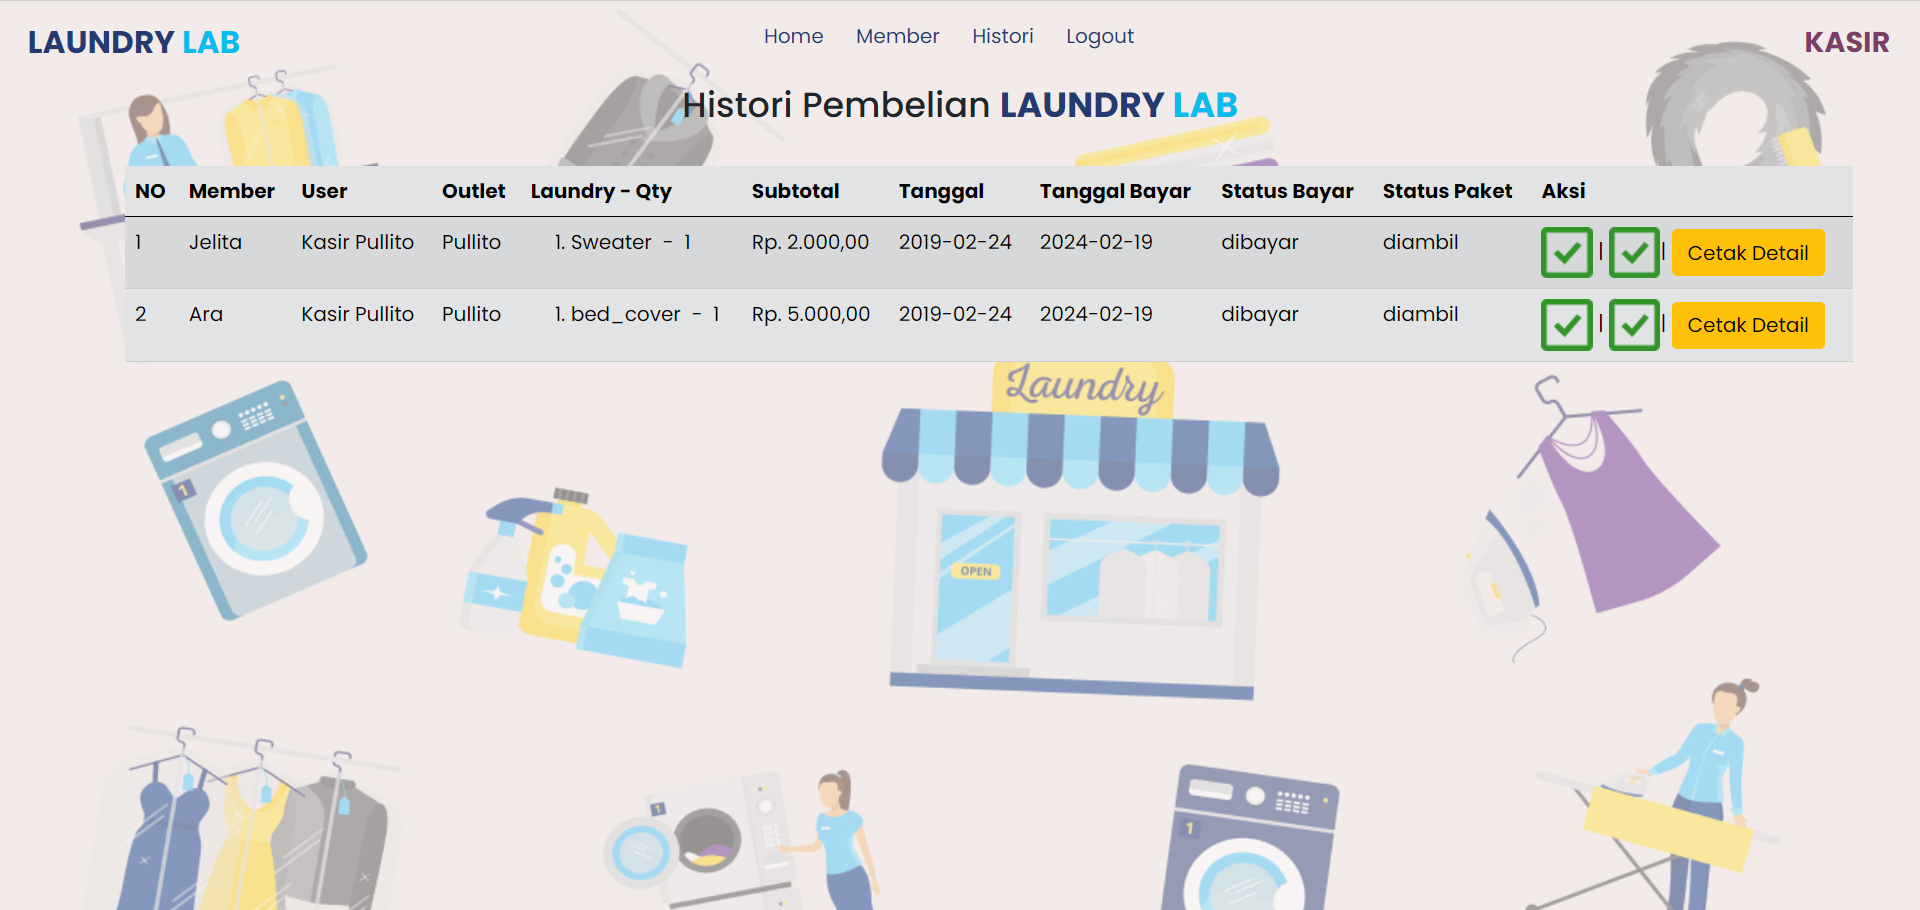 LAUNDRY LAB
Home Member Histori Logout
KASIR
Histori Pembelian LAUNDRY LAB
NO Member User Outlet Laundry - Qty Subtotal Tanggal Tanggal Bayar Status Bayar Status Paket Aksi
1 Jelita Kasir Pullito Pullito 1. Sweater - 1 Rp. 2.000,00 2019-02-24 2024-02-19 dibayar diambil | | Cetak Detail
2 Ara Kasir Pullito Pullito 1. bed_cover - 1 Rp. 5.000,00 2019-02-24 2024-02-19 dibayar diambil | | Cetak Detail
Laundry
1
OPEN
1
1